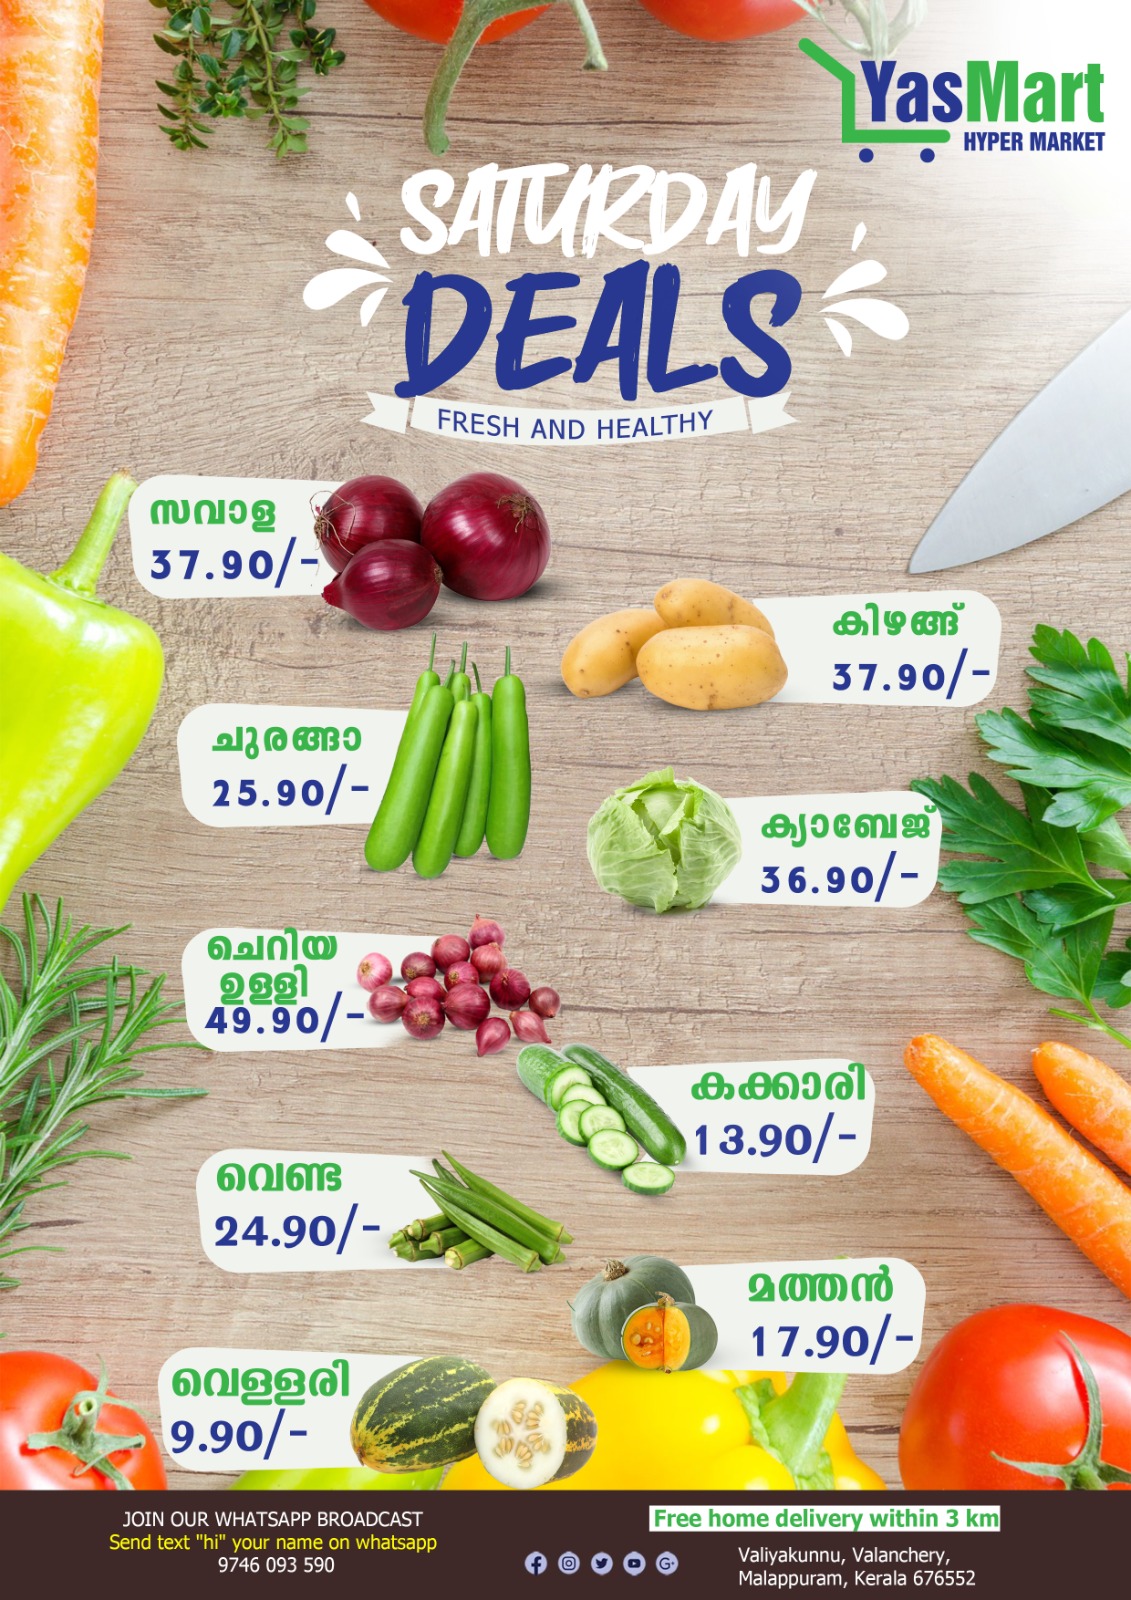 YasMart
HYPER MARKET
SATURDAY
DEALS
FRESH AND HEALTHY
സവാള
37.90/-
കിഴങ്ങ്
37.90/-
ചുരങ്ങാ
25.90/-
ക്യാബേജ്
36.90/-
ചെറിയ
ഉള്ളി
49.90/-
കക്കാരി
13.90/-
വെണ്ട
24.90/-
മത്തൻ
17.90/-
വെള്ളരി
9.90/-
JOIN OUR WHATSAPP BROADCAST
Send text "hi" your name on whatsapp
9746 093 590
Free home delivery within 3 km
Valiyakunnu, Valanchery,
Malappuram, Kerala 676552